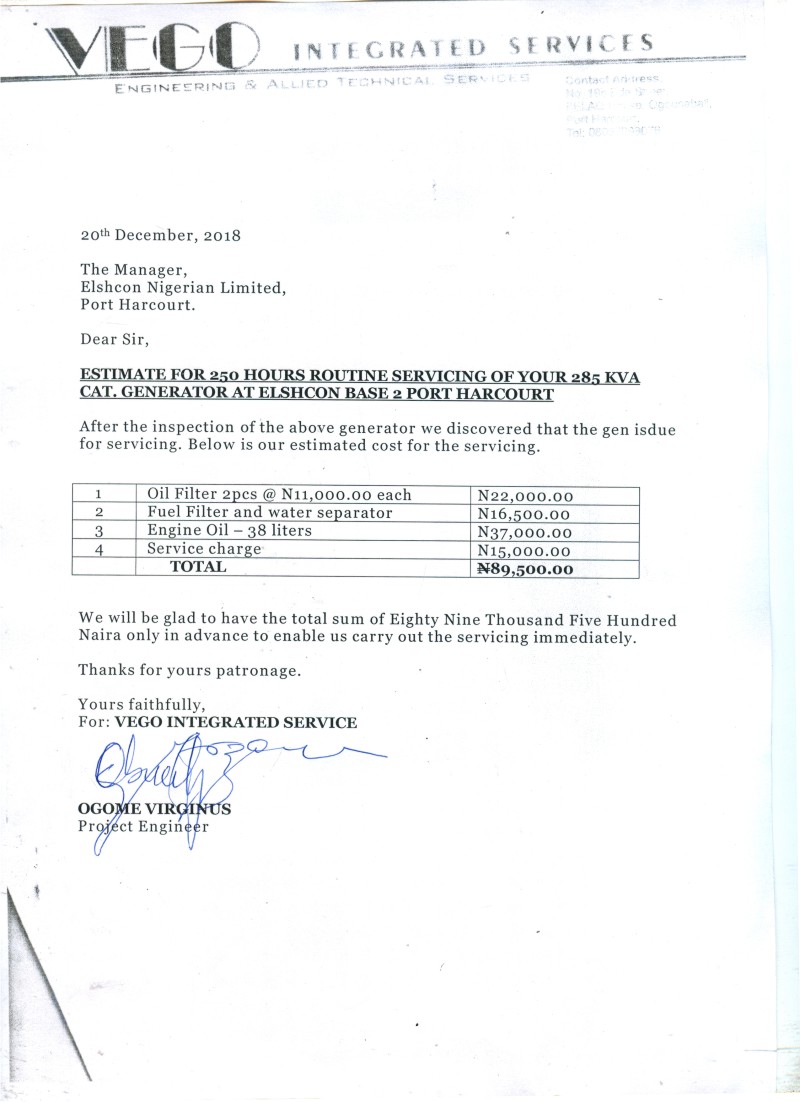 VEGO INTEGRATED SERVICES
ENGINEERING & ALLIED TECHNICAL SERVICES
Contact Address:
Port
Tel:
20th December, 2018
The Manager,
Elshcon Nigerian Limited,
Port Harcourt.
Dear Sir,
ESTIMATE FOR 250 HOURS ROUTINE SERVICING OF YOUR 285 KVA
CAT. GENERATOR AT ELSHCON BASE 2 PORT HARCOURT
After the inspection of the above generator we discovered that the gen isdue
for servicing. Below is our estimated cost for the servicing.
1 Oil Filter 2pcs @ N11,000.00 each N22,000.00
2 Fuel Filter and water separator N16,500.00
3 Engine Oil – 38 liters N37,000.00
4 Service charge N15,000.00
TOTAL ₦89,500.00
We will be glad to have the total sum of Eighty Nine Thousand Five Hundred
Naira only in advance to enable us carry out the servicing immediately.
Thanks for yours patronage.
Yours faithfully,
For: VEGO INTEGRATED SERVICE
OGOME VIRGINUS
Project Engineer